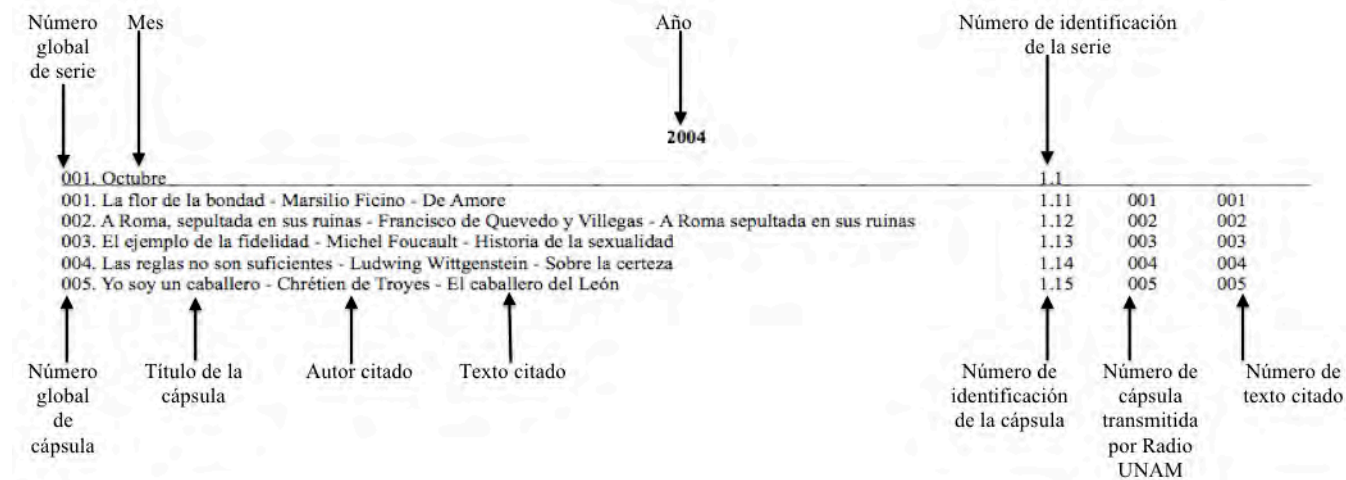 Número
global
de serie
Mes
Año
Número de identificación
de la serie
2004
001. Octubre 1.1
001. La flor de la bondad - Marsilio Ficino - De Amore 1.11 001 001
002. A Roma, sepultada en sus ruinas - Francisco de Quevedo y Villegas - A Roma sepultada en sus ruinas 1.12 002 002
003. El ejemplo de la fidelidad - Michel Foucault - Historia de la sexualidad 1.13 003 003
004. Las reglas no son suficientes - Ludwing Wittgenstein - Sobre la certeza 1.14 004 004
005. Yo soy un caballero - Chrétien de Troyes - El caballero del León 1.15 005 005
Número
global
de
cápsula
Título de la
cápsula
Autor citado
Texto citado
Número de
identificación
de la cápsula
Número de
cápsula
transmitida
por Radio
UNAM
Número de
texto citado